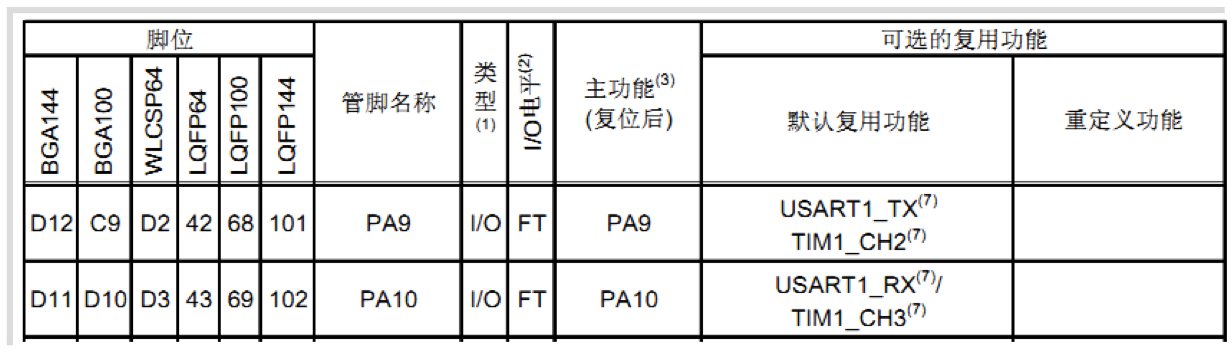 脚位
可选的复用功能
BGA144
BGA100
WLCSP64
LQFP64
LQFP100
LQFP144
管脚名称
类型(1)
I/O电平(2)
主功能(3)
(复位后)
默认复用功能
重定义功能
D12 C9 D2 42 68 101 PA9 I/O FT PA9 USART1_TX(7)
TIM1_CH2(7)
D11 D10 D3 43 69 102 PA10 I/O FT PA10 USART1_RX(7)/
TIM1_CH3(7)